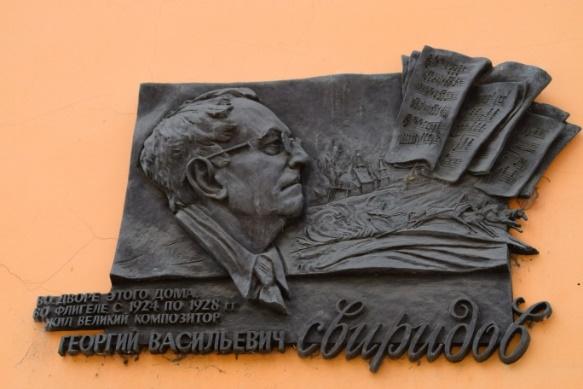 ВО ДВОРЕ ЭТОГО ДОМА
ВО ФЛИГЕЛЕ С 1924 ПО 1928 ГГ
ЖИЛ ВЕЛИКИЙ КОМПОЗИТОР
ГЕОРГИЙ ВАСИЛЬЕВИЧ свиридов